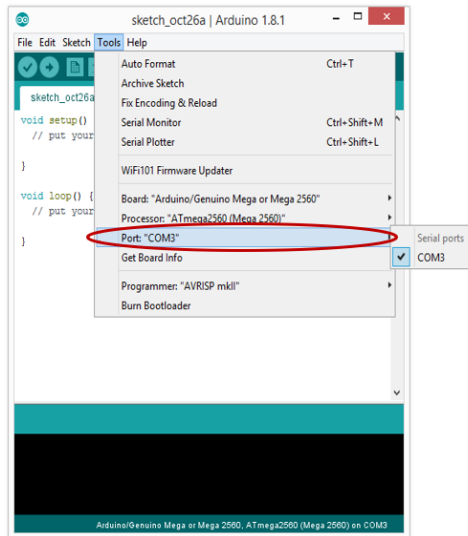 sketch_oct26a | Arduino 1.8.1
File Edit Sketch Tools Help
Auto Format Ctrl+T
Archive Sketch
sketch_oct26a
Fix Encoding & Reload
void setup()
Serial Monitor Ctrl+Shift+M
// put your
Serial Plotter Ctrl+Shift+L
}
WiFi101 Firmware Updater
void loop() {
Board: "Arduino/Genuino Mega or Mega 2560"
// put your
Processor: "ATmega2560 (Mega 2560)"
}
Port: "COM3"
Serial ports
Get Board Info
COM3
Programmer: "AVRISP mkII"
Burn Bootloader
Arduino/Genuino Mega or Mega 2560, ATmega2560 (Mega 2560) on COM3